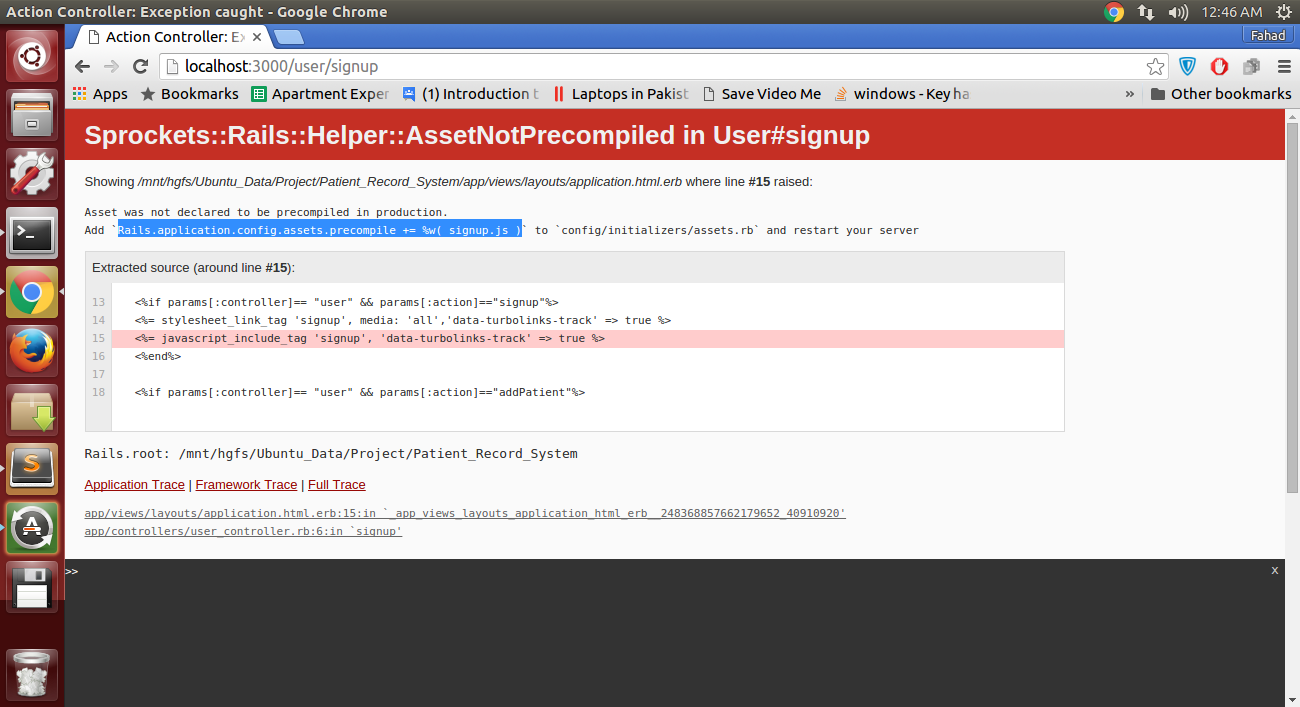 Action Controller: Exception caught - Google Chrome
12:46 AM
Action Controller: Ex
Fahad
localhost:3000/user/signup
Apps
Bookmarks
Apartment Exper
(1) Introduction t
Laptops in Pakist
Save Video Me
windows - Key ha
»
Other bookmarks
Sprockets::Rails::Helper::AssetNotPrecompiled in User#signup
Showing /mnt/hgfs/Ubuntu_Data/Project/Patient_Record_System/app/views/layouts/application.html.erb where line #15 raised:
Asset was not declared to be precompiled in production.
Add `Rails.application.config.assets.precompile += %w( signup.js )` to `config/initializers/assets.rb` and restart your server
Extracted source (around line #15):
13 <%if params[:controller]== "user" && params[:action]=="signup"%>
14 <%= stylesheet_link_tag 'signup', media: 'all','data-turbolinks-track' => true %>
15 <%= javascript_include_tag 'signup', 'data-turbolinks-track' => true %>
16 <%end%>
17
18 <%if params[:controller]== "user" && params[:action]=="addPatient"%>
Rails.root: /mnt/hgfs/Ubuntu_Data/Project/Patient_Record_System
Application Trace | Framework Trace | Full Trace
app/views/layouts/application.html.erb:15:in `_app_views_layouts_application_html_erb__248368857662179652_40910920'
app/controllers/user_controller.rb:6:in `signup'
>>
x